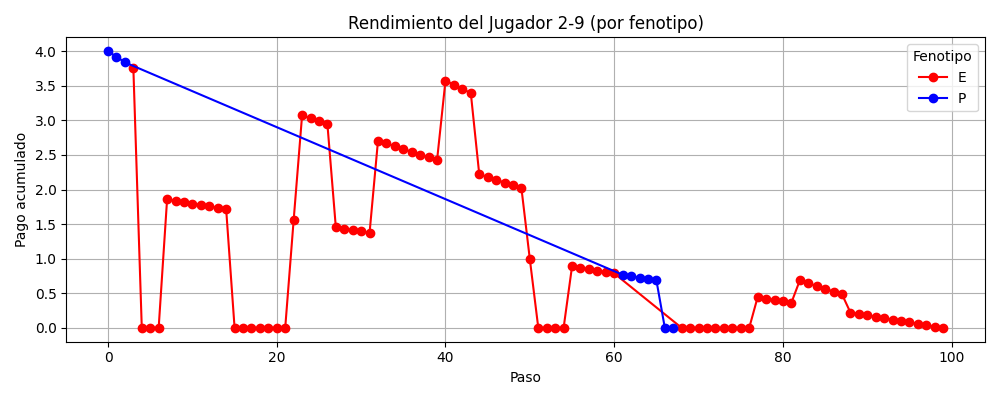 Rendimiento del Jugador 2-9 (por fenotipo)
Pago acumulado
4.0
3.5
3.0
2.5
2.0
1.5
1.0
0.5
0.0
Fenotipo
E
P
0 20 40 60 80 100
Paso